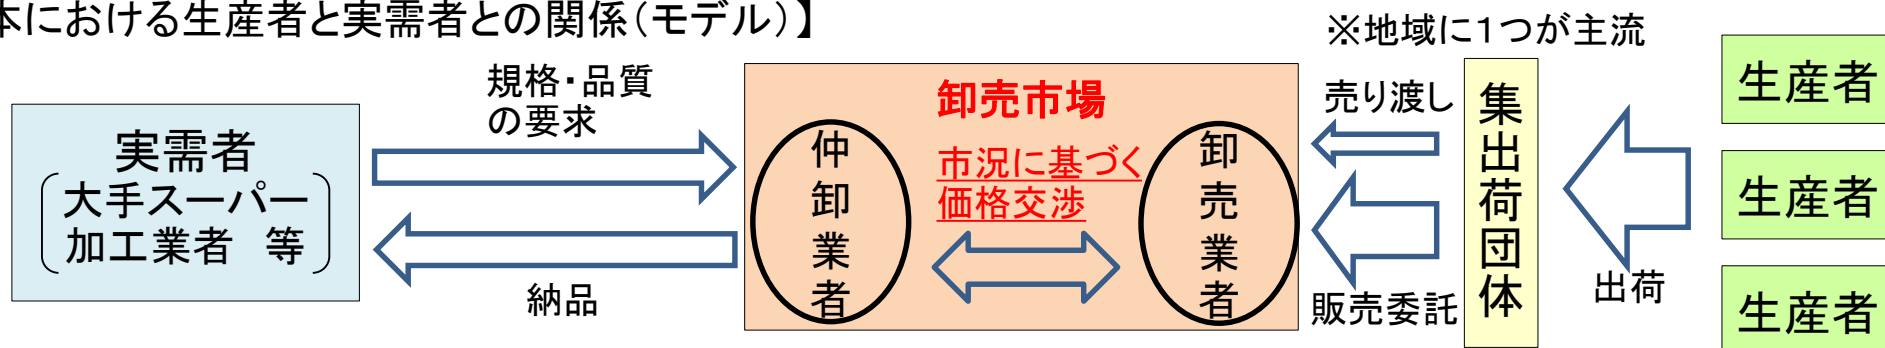 本における生産者と実需者との関係(モデル)】
※地域に1つが主流
規格・品質
の要求
実需者
大手スーパー
加工業者 等
納品
卸売市場
仲卸業者
市況に基づく
価格交渉
卸売業者
売り渡し
販売委託
集出荷団体
出荷
生産者
生産者
生産者